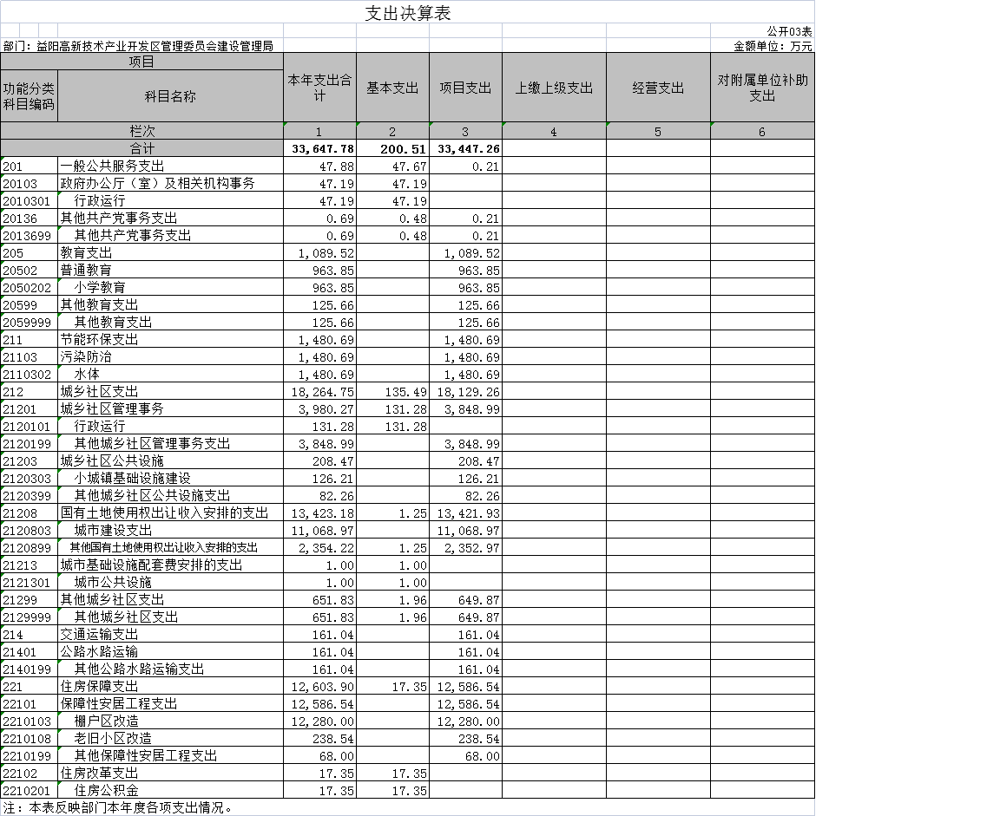 支出决算表
公开03表
部门：益阳高新技术产业开发区管理委员会建设管理局 金额单位：万元
项目 本年支出合计 基本支出 项目支出 上缴上级支出 经营支出 对附属单位补助支出
功能分类科目编码 科目名称
栏次 1 2 3 4 5 6
合计 33,647.78 200.51 33,447.26
201 一般公共服务支出 47.88 47.67 0.21
20103 政府办公厅（室）及相关机构事务 47.19 47.19
2010301 行政运行 47.19 47.19
20136 其他共产党事务支出 0.69 0.48 0.21
2013699 其他共产党事务支出 0.69 0.48 0.21
205 教育支出 1,089.52 1,089.52
20502 普通教育 963.85 963.85
2050202 小学教育 963.85 963.85
20599 其他教育支出 125.66 125.66
2059999 其他教育支出 125.66 125.66
211 节能环保支出 1,480.69 1,480.69
21103 污染防治 1,480.69 1,480.69
2110302 水体 1,480.69 1,480.69
212 城乡社区支出 18,264.75 135.49 18,129.26
21201 城乡社区管理事务 3,980.27 131.28 3,848.99
2120101 行政运行 131.28 131.28
2120199 其他城乡社区管理事务支出 3,848.99 3,848.99
21203 城乡社区公共设施 208.47 208.47
2120303 小城镇基础设施建设 126.21 126.21
2120399 其他城乡社区公共设施支出 82.26 82.26
21208 国有土地使用权出让收入安排的支出 13,423.18 1.25 13,421.93
2120803 城市建设支出 11,068.97 11,068.97
2120899 其他国有土地使用权出让收入安排的支出 2,354.22 1.25 2,352.97
21213 城市基础设施配套费安排的支出 1.00 1.00
2121301 城市公共设施 1.00 1.00
21299 其他城乡社区支出 651.83 1.96 649.87
2129999 其他城乡社区支出 651.83 1.96 649.87
214 交通运输支出 161.04 161.04
21401 公路水路运输 161.04 161.04
2140199 其他公路水路运输支出 161.04 161.04
221 住房保障支出 12,603.90 17.35 12,586.54
22101 保障性安居工程支出 12,586.54 12,586.54
2210103 棚户区改造 12,280.00 12,280.00
2210108 老旧小区改造 238.54 238.54
2210199 其他保障性安居工程支出 68.00 68.00
22102 住房改革支出 17.35 17.35
2210201 住房公积金 17.35 17.35
注：本表反映部门本年度各项支出情况。